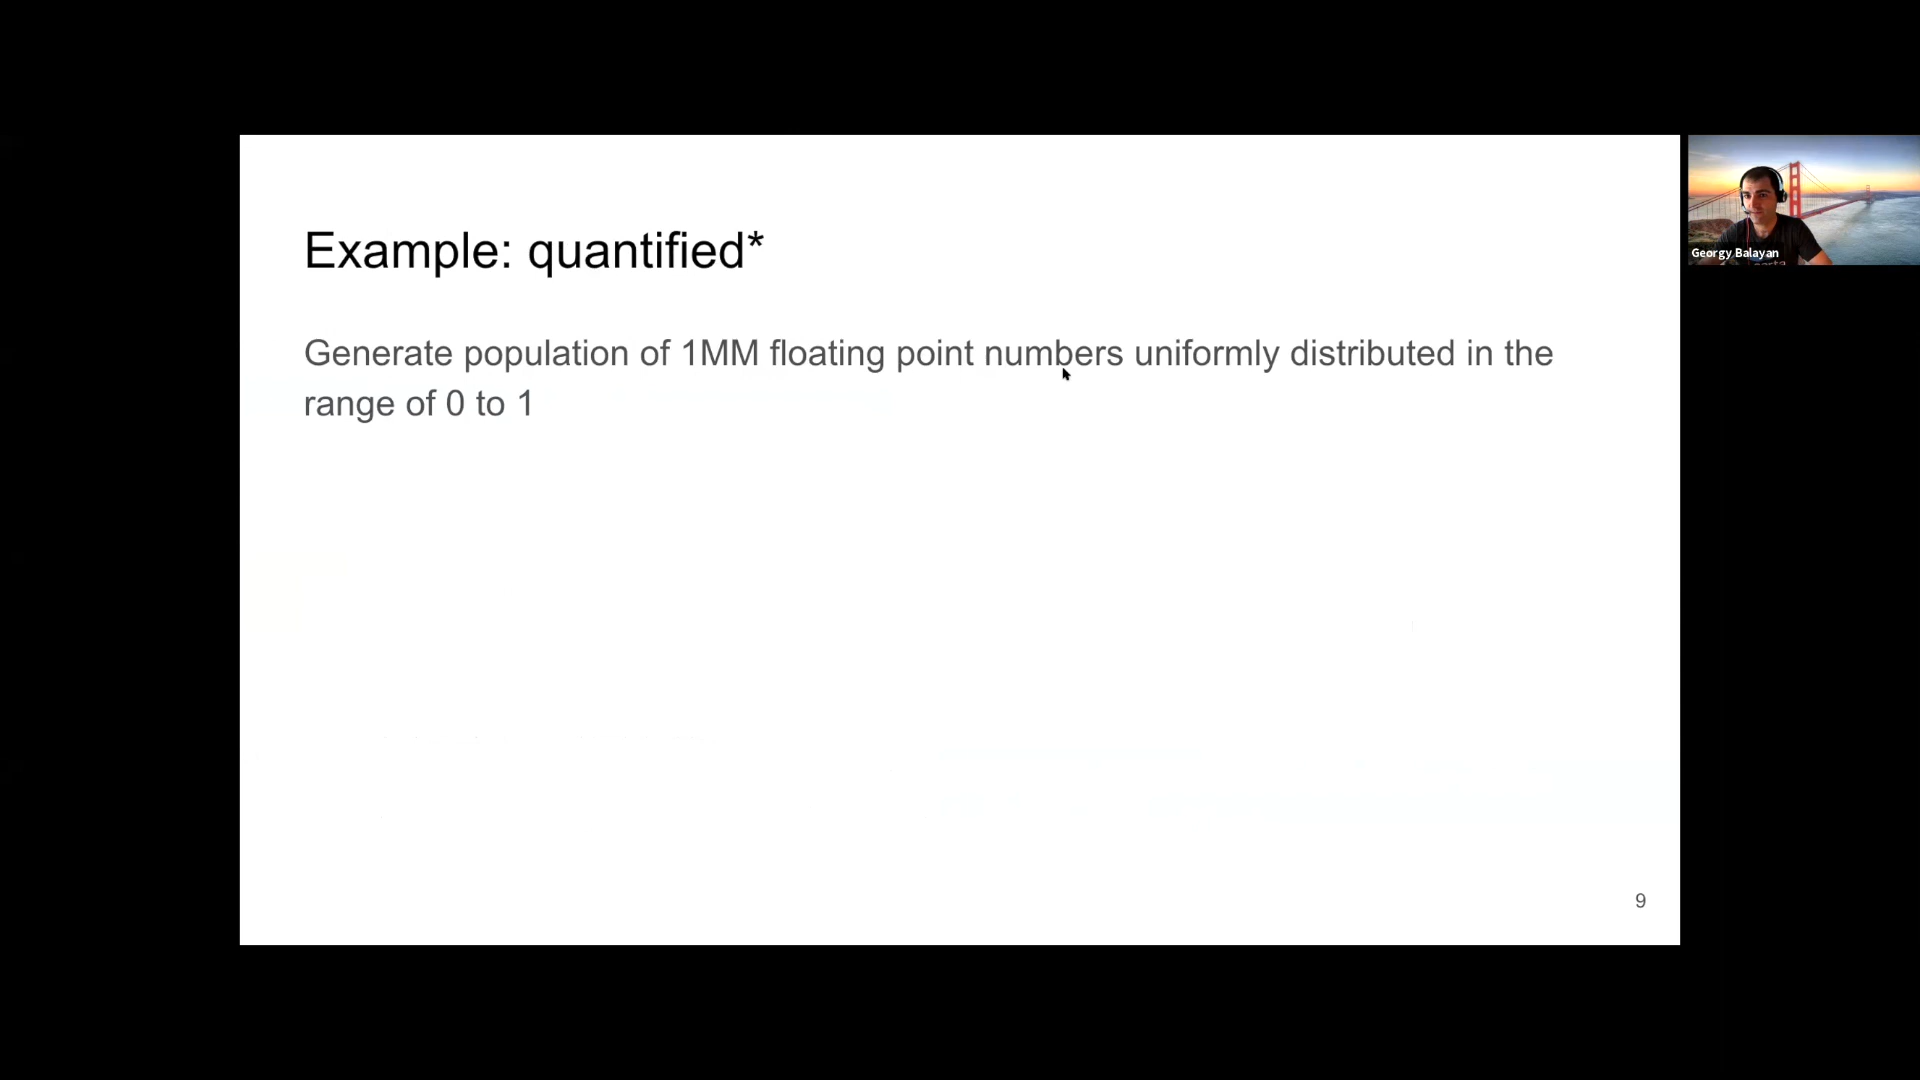 Example: quantified*
Generate population of 1MM floating point numbers uniformly distributed in the
range of 0 to 1
Georgy Balayan
9